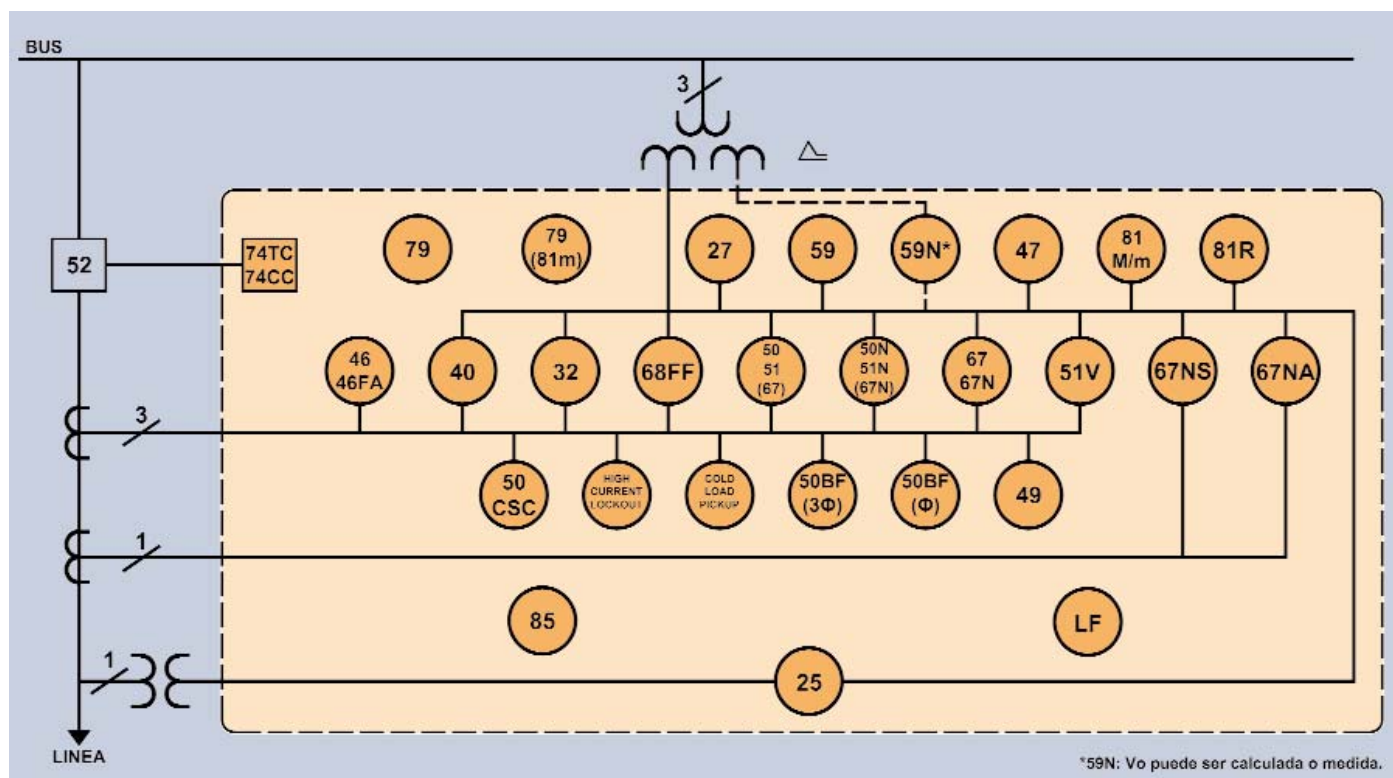 BUS
3
52
74TC
74CC
79
79
(81m)
27
59
59N*
47
81
M/m
81R
46
46FA
40
32
68FF
50
51
(67)
50N
51N
(67N)
67
67N
51V
67NS
67NA
3
50
CSC
HIGH
CURRENT
LOCKOUT
COLD
LOAD
PICKUP
50BF
(3Φ)
50BF
(Φ)
49
1
85
LF
1
25
LINEA
*59N: Vo puede ser calculada o medida.